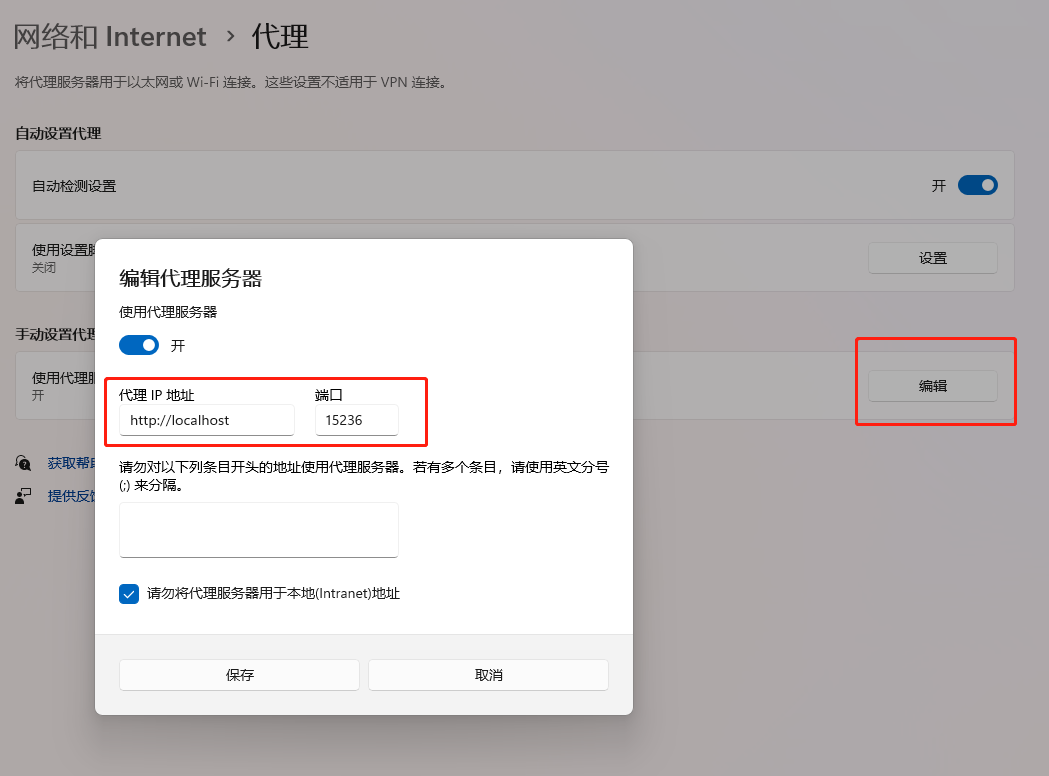 网络和 Internet › 代理
将代理服务器用于以太网或 Wi-Fi 连接。这些设置不适用于 VPN 连接。
自动设置代理
自动检测设置
开
使用设置
关闭
设置
手动设置代理
使用代理
开
编辑
获取帮
提供反
编辑代理服务器
使用代理服务器
开
代理 IP 地址 端口
http://localhost 15236
请勿对以下列条目开头的地址使用代理服务器。若有多个条目，请使用英文分号
(;) 来分隔。
请勿将代理服务器用于本地(Intranet)地址
保存 取消